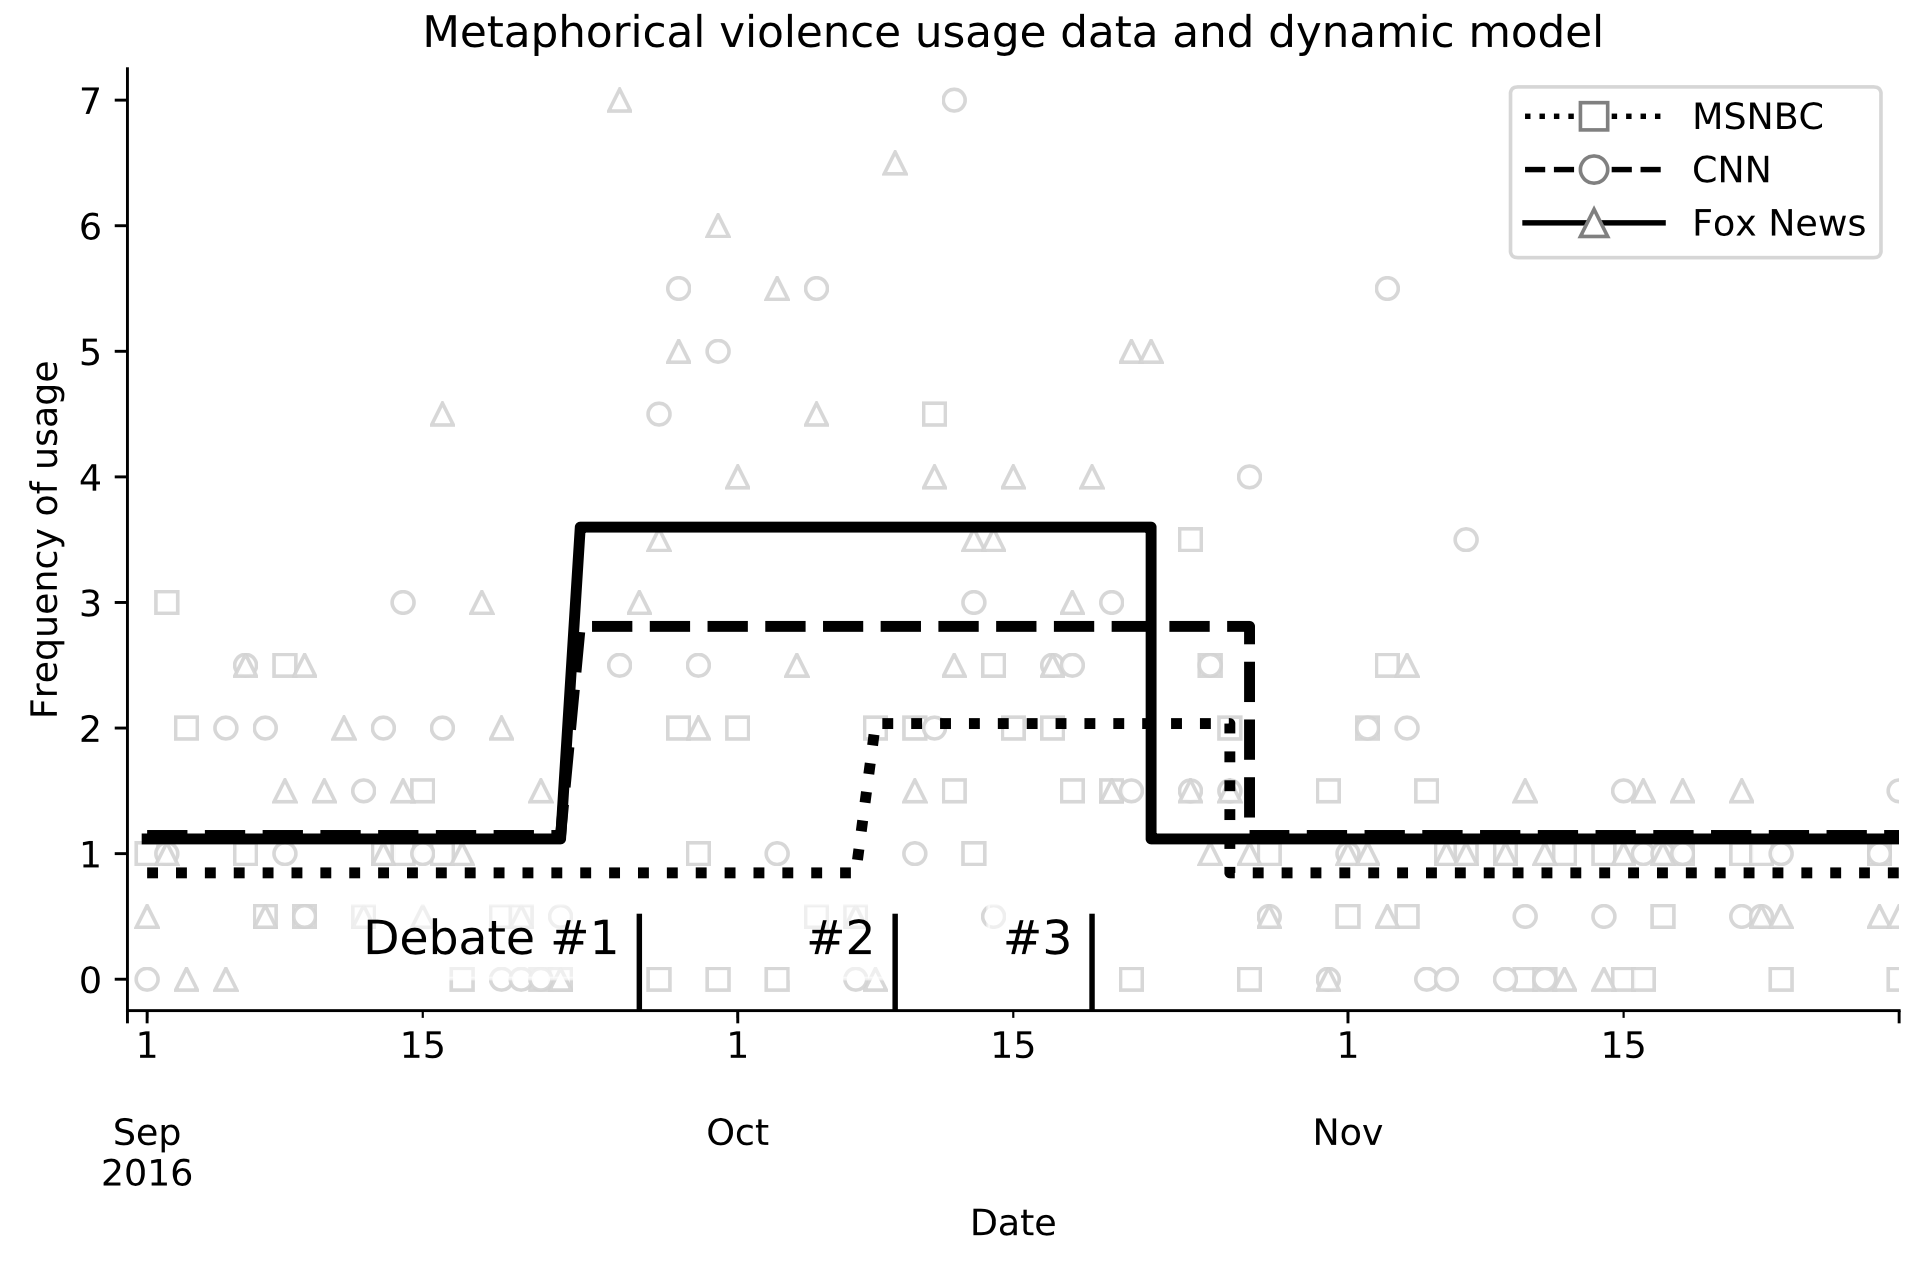 Metaphorical violence usage data and dynamic model
MSNBC
CNN
Fox News
Frequency of usage
7
6
5
4
3
2
1
0
Debate #1
#2
#3
1
15
1
15
1
15
Sep
Oct
Nov
2016
Date